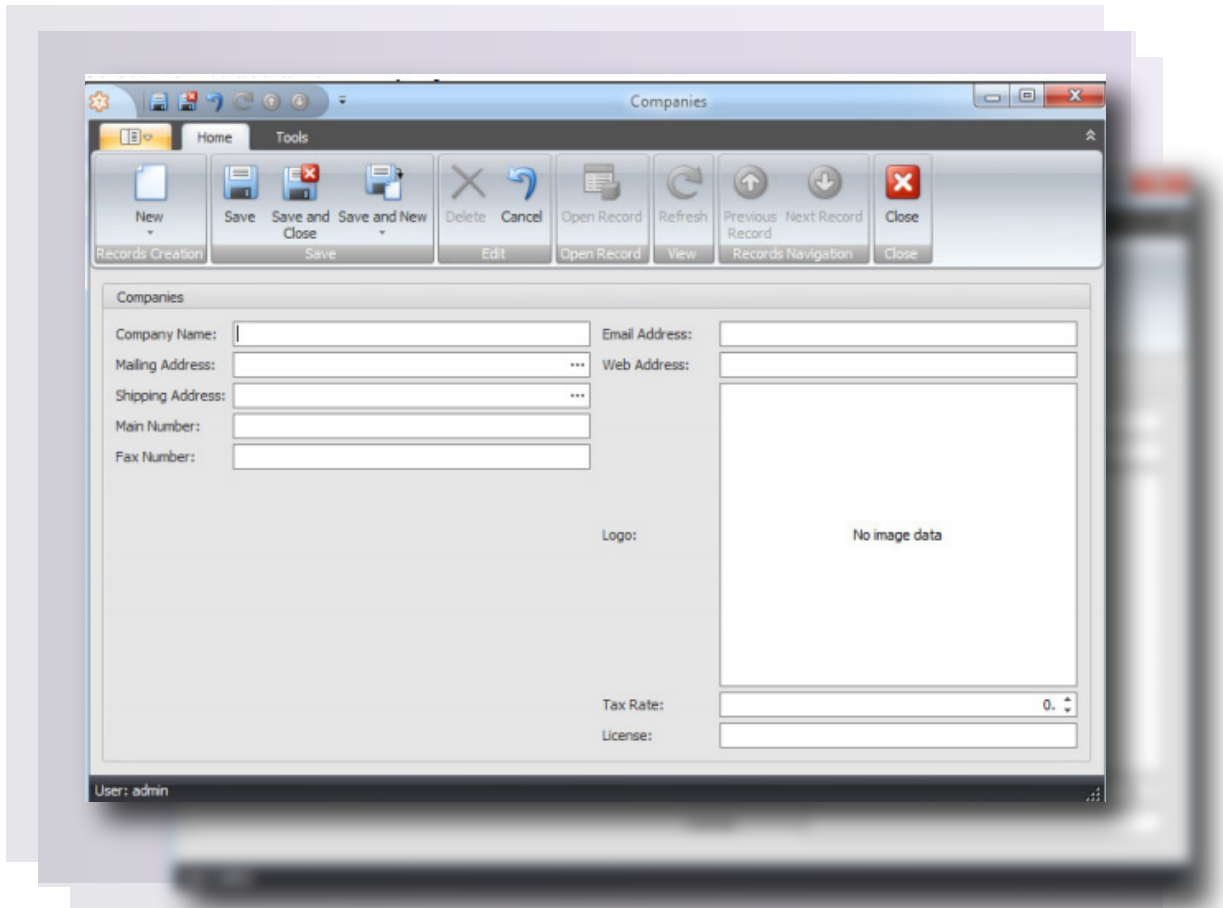 Companies
Home Tools
New Save Save and Close Save and New Delete Cancel Open Record Refresh Previous Record Next Record Close
Records Creation Save Edit Open Record View Records Navigation Close
Companies
Company Name: Email Address:
Mailing Address: ... Web Address:
Shipping Address: ...
Main Number:
Fax Number:
Logo: No image data
Tax Rate: 0.
License:
User: admin